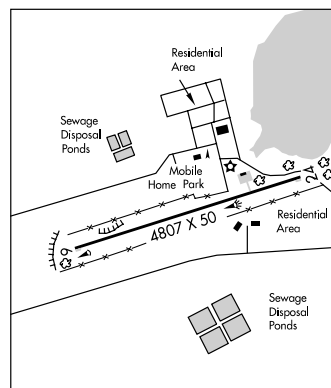 Residential
Area
Sewage
Disposal
Ponds
Mobile
Home Park
24
4807 X 50
6
Residential
Area
Sewage
Disposal
Ponds